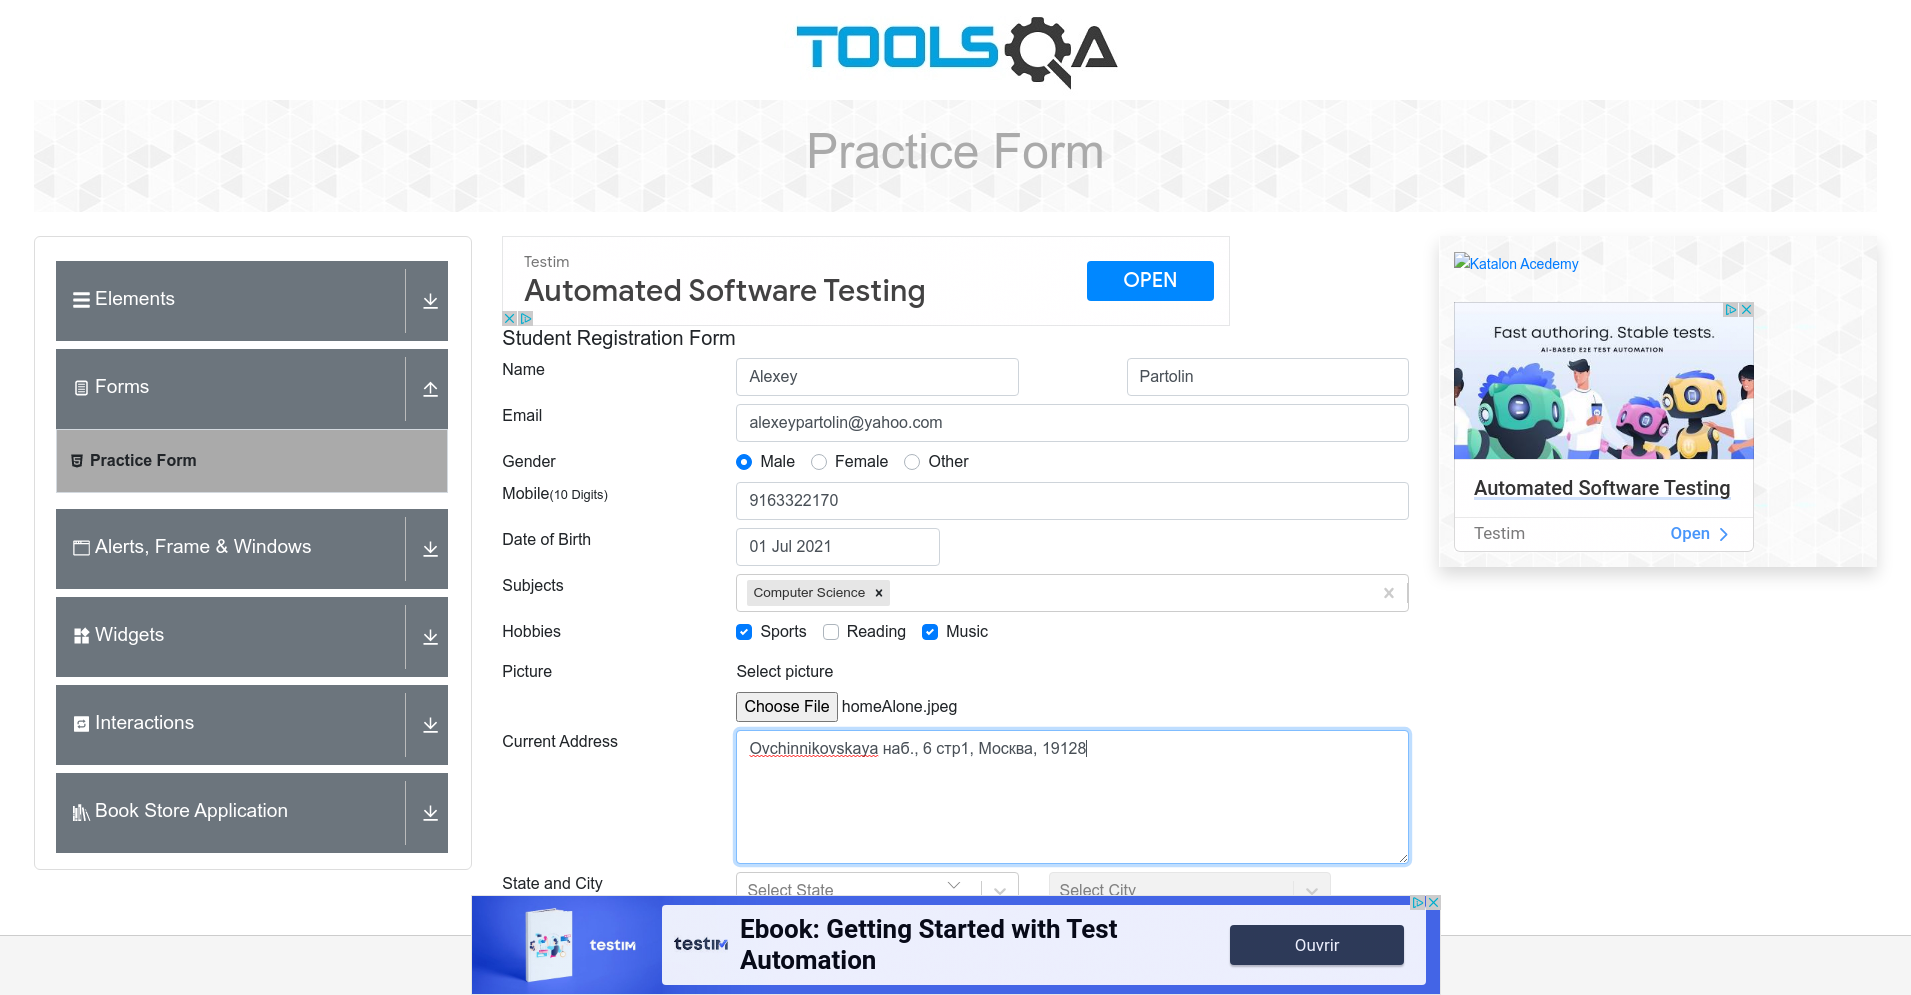 TOOLSQA
Practice Form
Elements
Forms
Practice Form
Alerts, Frame & Windows
Widgets
Interactions
Book Store Application
Testim
Automated Software Testing
OPEN
Student Registration Form
Name
Alexey
Partolin
Email
alexeypartolin@yahoo.com
Gender
Male
Female
Other
Mobile(10 Digits)
9163322170
Date of Birth
01 Jul 2021
Subjects
Computer Science
Hobbies
Sports
Reading
Music
Picture
Select picture
Choose File
homeAlone.jpeg
Current Address
Ovchinnikovskaya наб., 6 стр1, Москва, 19128
State and City
Select State
Select City
Katalon Acedemy
Fast authoring. Stable tests.
AI-BASED E2E TEST AUTOMATION
Automated Software Testing
Testim
Open
testim
testim
Ebook: Getting Started with Test
Automation
Ouvrir